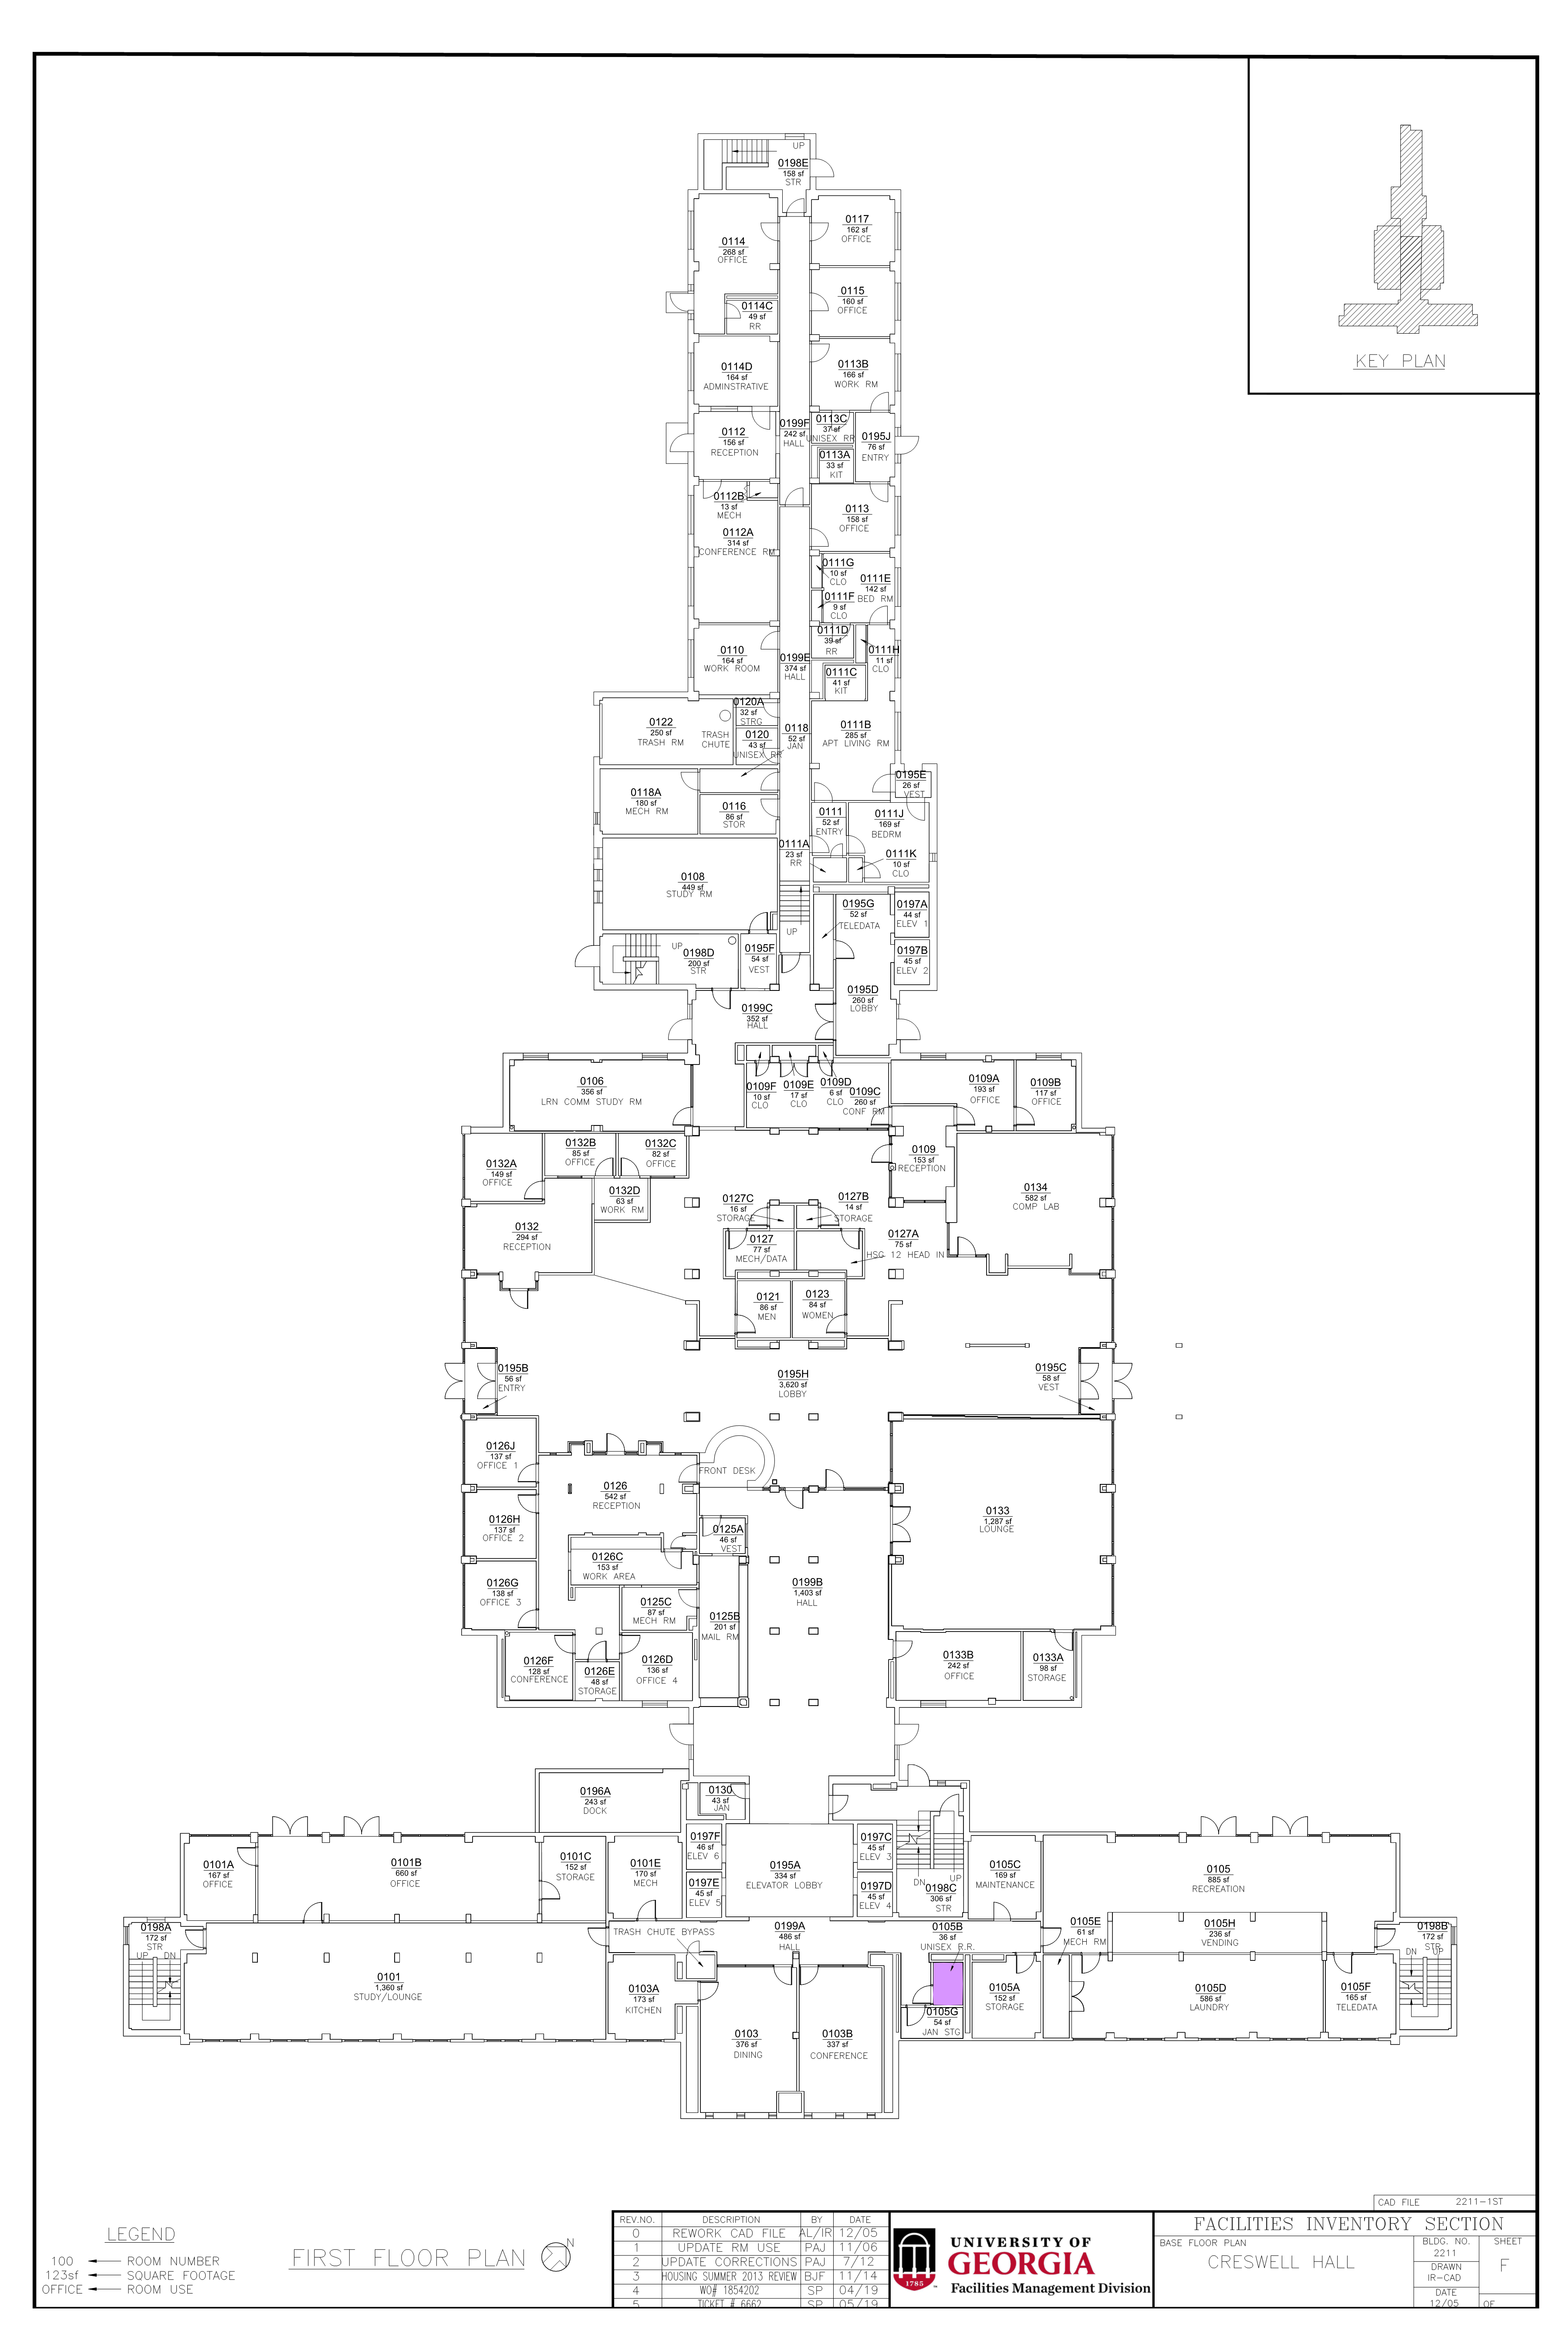 UP
0198E
158 sf
STR
0114
268 sf
OFFICE
0117
162 sf
OFFICE
0115
160 sf
OFFICE
0114C
49 sf
RR
0114D
164 sf
ADMINSTRATIVE
0113B
166 sf
WORK RM
0112
156 sf
RECEPTION
0199F
242 sf
HALL
0113C
37 sf
UNISEX RR
0195J
76 sf
ENTRY
0113A
33 sf
KIT
0112B
13 sf
MECH
0113
158 sf
OFFICE
0112A
314 sf
CONFERENCE RM
0111G
10 sf
CLO
0111E
142 sf
BED RM
0111F
9 sf
CLO
0110
164 sf
WORK ROOM
0199E
374 sf
HALL
0111D
39 sf
RR
0111H
11 sf
CLO
0111C
41 sf
KIT
0122
250 sf
TRASH RM
TRASH
CHUTE
0120A
32 sf
STRG
0120
43 sf
UNISEX RR
0118
52 sf
JAN
0111B
285 sf
APT LIVING RM
0195E
26 sf
VEST
0118A
180 sf
MECH RM
0116
86 sf
STOR
0111
52 sf
ENTRY
0111J
169 sf
BEDRM
0111A
23 sf
RR
0111K
10 sf
CLO
0108
449 sf
STUDY RM
UP
0195G
52 sf
TELEDATA
0197A
44 sf
ELEV 1
UP
0198D
200 sf
STR
0195F
54 sf
VEST
0197B
45 sf
ELEV 2
0199C
352 sf
HALL
0195D
260 sf
LOBBY
0106
356 sf
LRN COMM STUDY RM
0109F
10 sf
CLO
0109E
17 sf
CLO
0109D
6 sf
CLO
0109C
260 sf
CONF RM
0109A
193 sf
OFFICE
0109B
117 sf
OFFICE
0132A
149 sf
OFFICE
0132B
85 sf
OFFICE
0132C
82 sf
OFFICE
0109
153 sf
RECEPTION
0132D
63 sf
WORK RM
0127C
16 sf
STORAGE
0127B
14 sf
STORAGE
0134
582 sf
COMP LAB
0132
294 sf
RECEPTION
0127
77 sf
MECH/DATA
0127A
75 sf
HSG 12 HEAD IN
0121
86 sf
MEN
0123
84 sf
WOMEN
0195B
56 sf
ENTRY
0195H
3,620 sf
LOBBY
0195C
58 sf
VEST
0126J
137 sf
OFFICE 1
FRONT DESK
0126
542 sf
RECEPTION
0126H
137 sf
OFFICE 2
0133
1,287 sf
LOUNGE
0125A
46 sf
VEST
0126C
153 sf
WORK AREA
0126G
138 sf
OFFICE 3
0199B
1,403 sf
HALL
0125C
87 sf
MECH RM
0125B
201 sf
MAIL RM
0126F
128 sf
CONFERENCE
0126E
48 sf
STORAGE
0126D
136 sf
OFFICE 4
0133B
242 sf
OFFICE
0133A
98 sf
STORAGE
0196A
243 sf
DOCK
0130
43 sf
JAN
0101A
167 sf
OFFICE
0101B
660 sf
OFFICE
0101C
152 sf
STORAGE
0101E
170 sf
MECH
0197F
46 sf
ELEV 6
0197E
45 sf
ELEV 5
0195A
334 sf
ELEVATOR LOBBY
0197C
45 sf
ELEV 3
0197D
45 sf
ELEV 4
DN
UP
0198C
306 sf
STR
0105C
169 sf
MAINTENANCE
0105
885 sf
RECREATION
0198A
172 sf
STR
UP
DN
TRASH CHUTE BYPASS
0199A
486 sf
HALL
0105B
36 sf
UNISEX R.R.
0105E
61 sf
MECH RM
0105H
236 sf
VENDING
0198B
172 sf
STR
DN
UP
0101
1,360 sf
STUDY/LOUNGE
0103A
173 sf
KITCHEN
0105G
54 sf
JAN STG
0105A
152 sf
STORAGE
0105D
586 sf
LAUNDRY
0105F
165 sf
TELEDATA
0103
376 sf
DINING
0103B
337 sf
CONFERENCE
KEY PLAN
LEGEND
100 ROOM NUMBER
123sf SQUARE FOOTAGE
OFFICE ROOM USE
FIRST FLOOR PLAN
N
REV.NO. DESCRIPTION BY DATE
0 REWORK CAD FILE AL/IR 12/05
1 UPDATE RM USE PAJ 11/06
2 UPDATE CORRECTIONS PAJ 7/12
3 HOUSING SUMMER 2013 REVIEW BJF 11/14
4 WO# 1854202 SP 04/19
5 TICKET # 6662 SP 05/19
1785
UNIVERSITY OF
GEORGIA
Facilities Management Division
CAD FILE 2211-1ST
FACILITIES INVENTORY SECTION
BASE FLOOR PLAN
CRESWELL HALL
BLDG. NO.
2211
DRAWN
IR-CAD
DATE
12/05
SHEET
F
OF